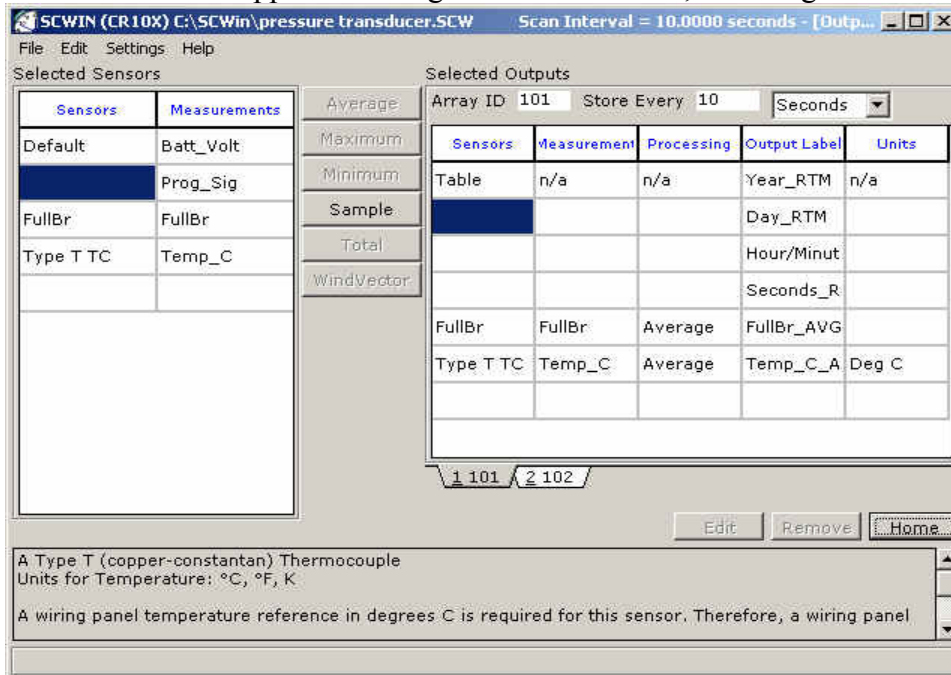 SCWIN (CR10X) C:\SCWin\pressure transducer.SCW Scan Interval = 10.0000 seconds - [Outp...
File Edit Settings Help
Selected Sensors
Sensors Measurements
Default Batt_Volt
Prog_Sig
FullBr FullBr
Type T TC Temp_C
Average
Maximum
Minimum
Sample
Total
WindVector
Selected Outputs
Array ID 101 Store Every 10 Seconds
Sensors Measurement Processing Output Label Units
Table n/a n/a Year_RTM n/a
Day_RTM
Hour/Minut
Seconds_R
FullBr FullBr Average FullBr_AVG
Type T TC Temp_C Average Temp_C_A Deg C
1 101 2 102
Edit Remove Home
A Type T (copper-constantan) Thermocouple
Units for Temperature: °C, °F, K
A wiring panel temperature reference in degrees C is required for this sensor. Therefore, a wiring panel